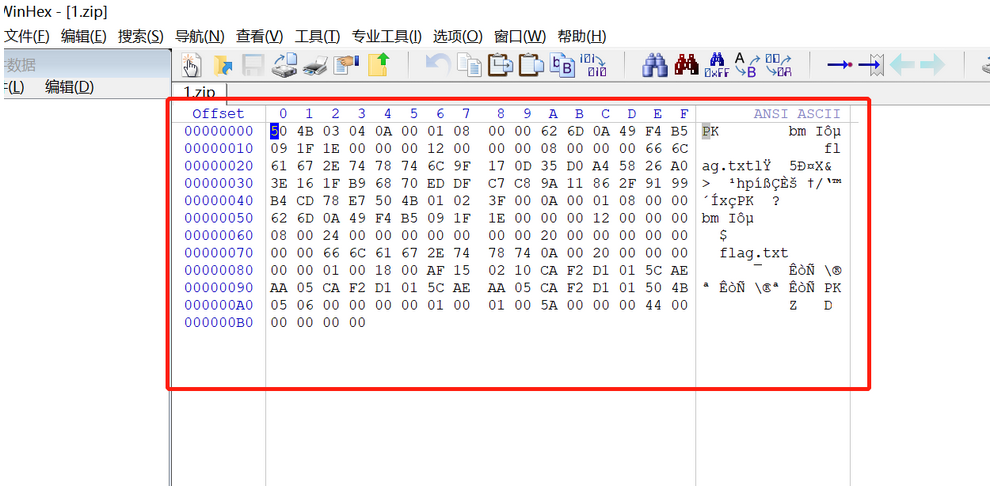 WinHex - [1.zip]
文件(F) 编辑(E) 搜索(S) 导航(N) 查看(V) 工具(T) 专业工具(I) 选项(O) 窗口(W) 帮助(H)
数据
(L) 编辑(D)
1.zip
Offset 0 1 2 3 4 5 6 7 8 9 A B C D E F ANSI ASCII
00000000 50 4B 03 04 0A 00 01 08 00 00 62 6D 0A 49 F4 B5 PK bm Iôµ
00000010 09 1F 1E 00 00 00 12 00 00 00 08 00 00 00 66 6C fl
00000020 61 67 2E 74 78 74 6C 9F 17 0D 35 D0 A4 58 26 A0 ag.txtlŸ 5Ð¤X&
00000030 3E 16 1F B9 68 70 ED DF C7 C8 9A 11 86 2F 91 99 > ¹hpíßÇÈš †/‘™
00000040 B4 CD 78 E7 50 4B 01 02 3F 00 0A 00 01 08 00 00 ´ÍxçPK ?
00000050 62 6D 0A 49 F4 B5 09 1F 1E 00 00 00 12 00 00 00 bm Iôµ
00000060 08 00 24 00 00 00 00 00 00 00 20 00 00 00 00 00 $
00000070 00 00 66 6C 61 67 2E 74 78 74 0A 00 20 00 00 00 flag.txt
00000080 00 00 01 00 18 00 AF 15 02 10 CA F2 D1 01 5C AE ¯ ÊòÑ \®
00000090 AA 05 CA F2 D1 01 5C AE AA 05 CA F2 D1 01 50 4B ª ÊòÑ \®ª ÊòÑ PK
000000A0 05 06 00 00 00 00 01 00 01 00 5A 00 00 00 44 00 Z D
000000B0 00 00 00 00